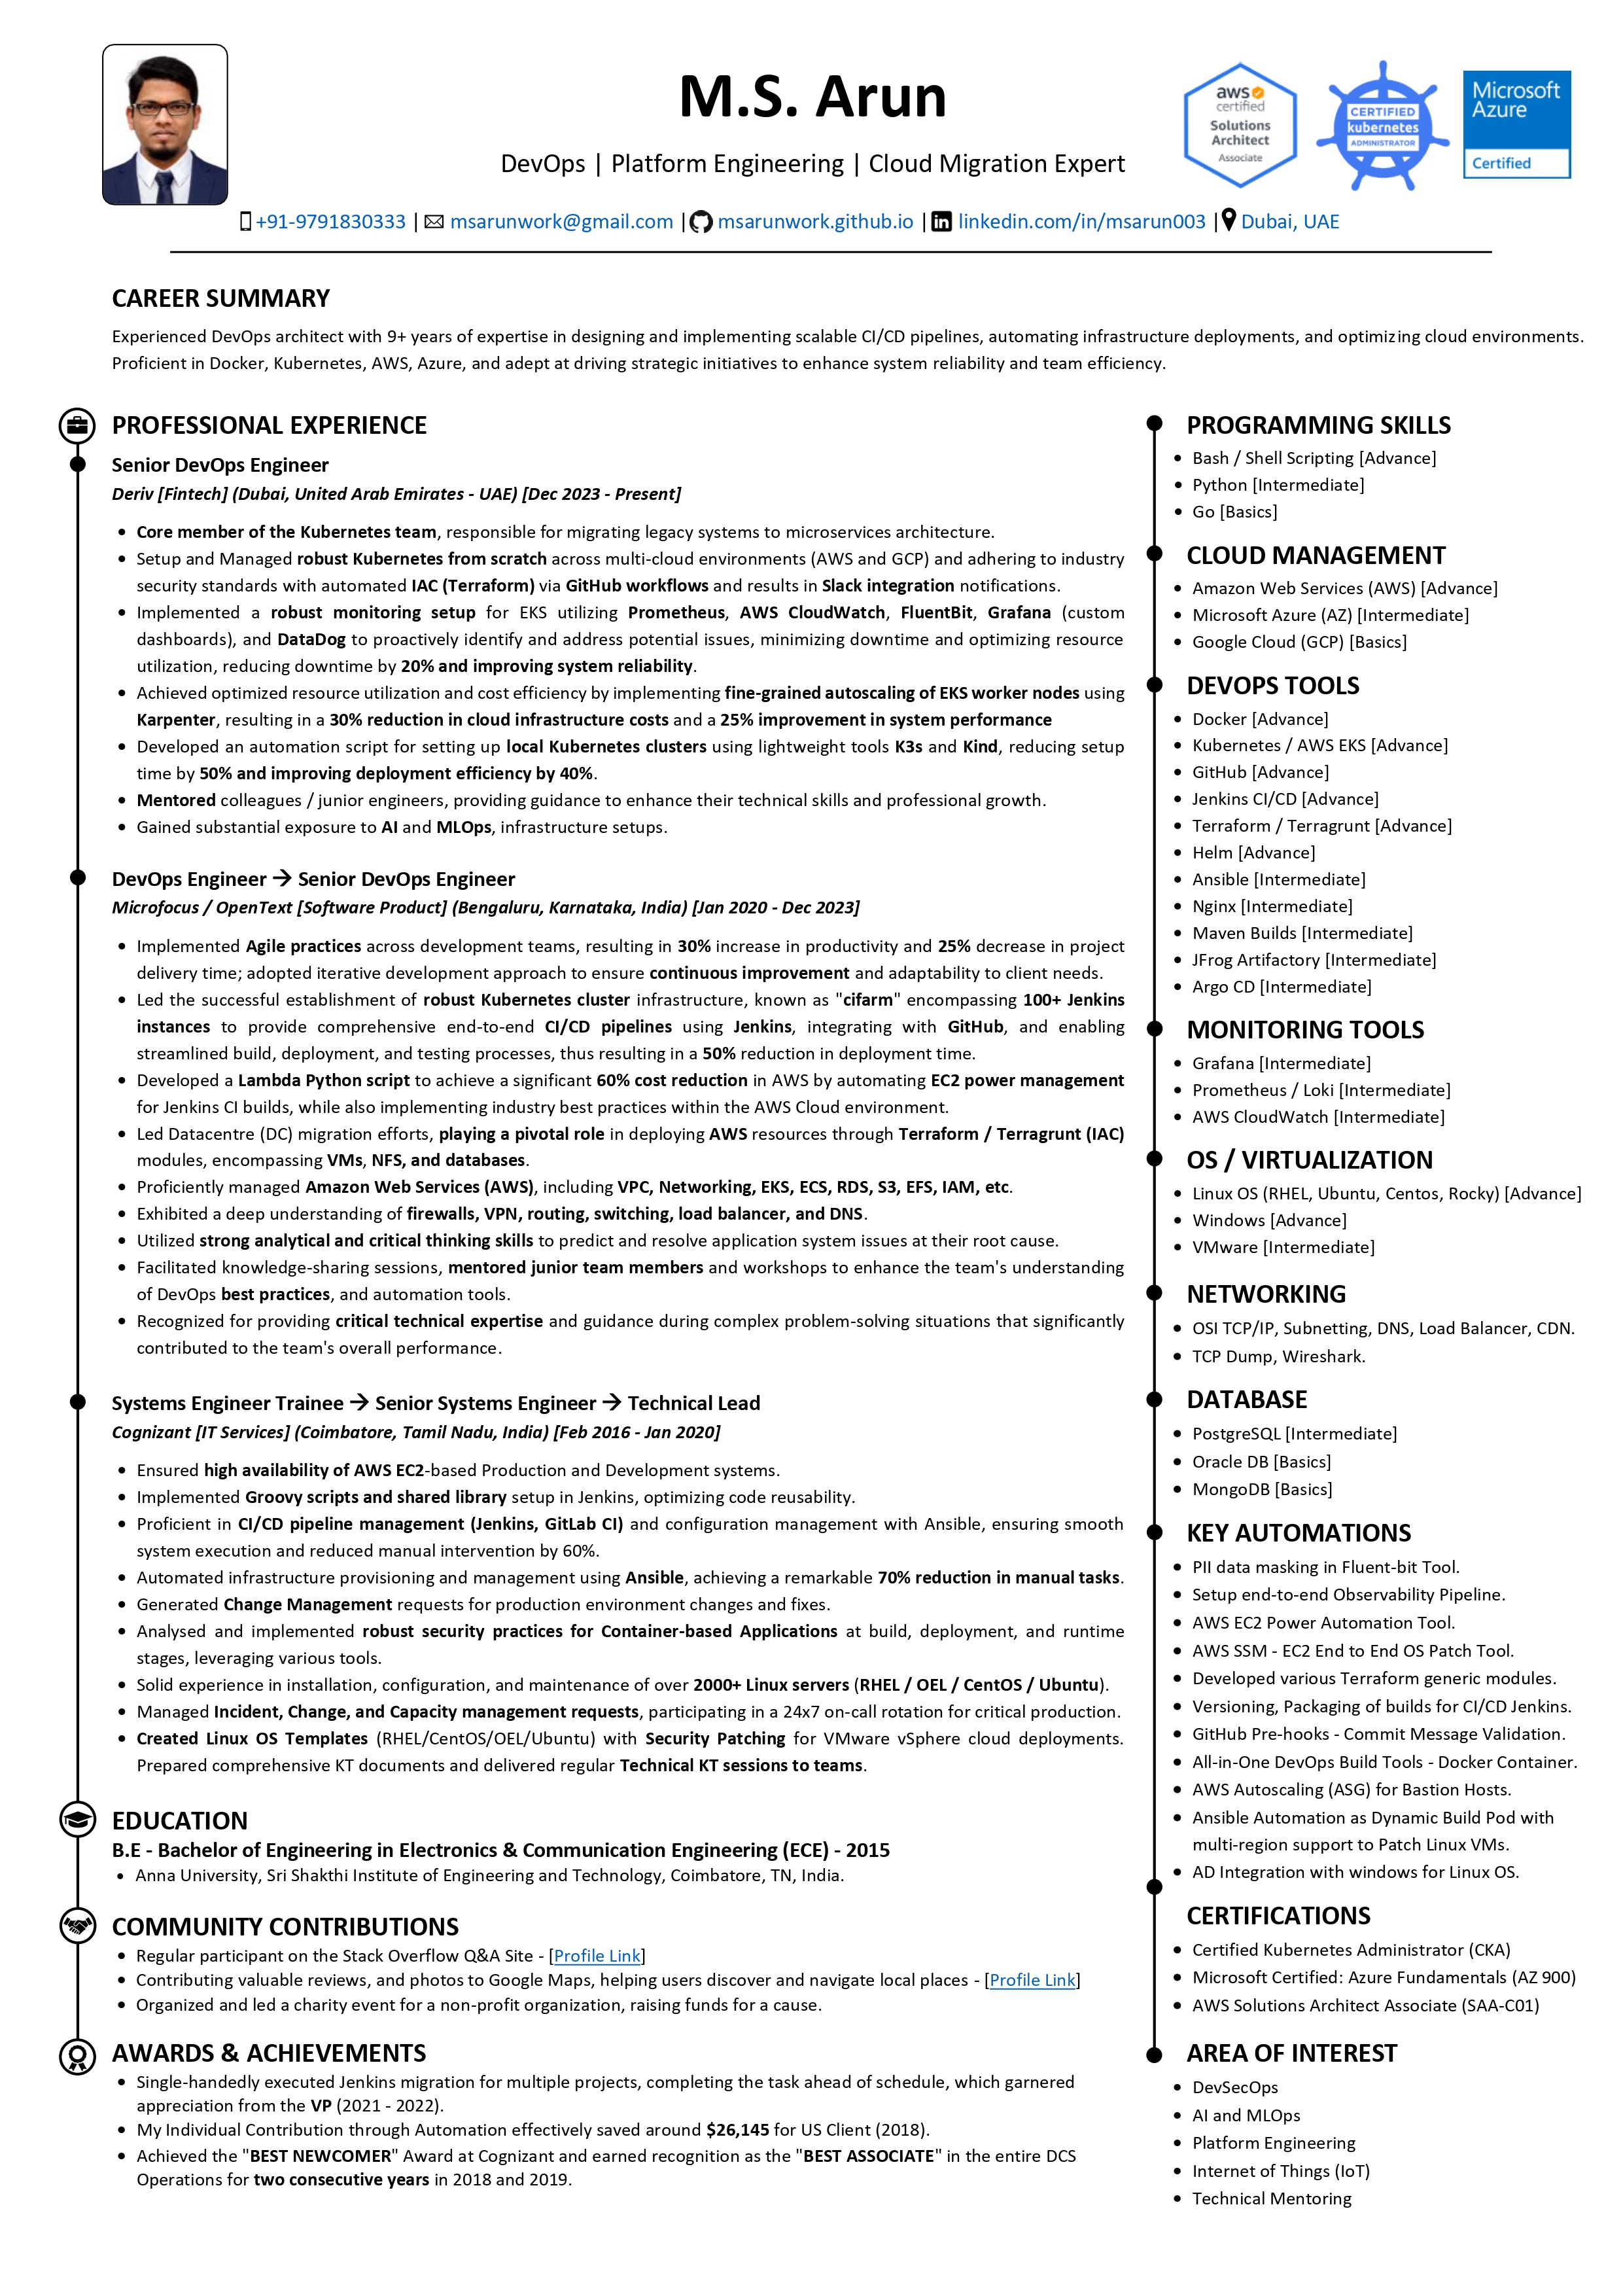 M.S. Arun
DevOps | Platform Engineering | Cloud Migration Expert
aws
certified
Solutions
Architect
Associate
CERTIFIED
kubernetes
ADMINISTRATOR
Microsoft
Azure
Certified
+91-9791830333 | msarunwork@gmail.com | msarunwork.github.io | linkedin.com/in/msarun003 | Dubai, UAE
CAREER SUMMARY
Experienced DevOps architect with 9+ years of expertise in designing and implementing scalable CI/CD pipelines, automating infrastructure deployments, and optimizing cloud environments.
Proficient in Docker, Kubernetes, AWS, Azure, and adept at driving strategic initiatives to enhance system reliability and team efficiency.
PROFESSIONAL EXPERIENCE
Senior DevOps Engineer
Deriv [Fintech] (Dubai, United Arab Emirates - UAE) [Dec 2023 - Present]
• Core member of the Kubernetes team, responsible for migrating legacy systems to microservices architecture.
• Setup and Managed robust Kubernetes from scratch across multi-cloud environments (AWS and GCP) and adhering to industry
security standards with automated IAC (Terraform) via GitHub workflows and results in Slack integration notifications.
• Implemented a robust monitoring setup for EKS utilizing Prometheus, AWS CloudWatch, FluentBit, Grafana (custom
dashboards), and DataDog to proactively identify and address potential issues, minimizing downtime and optimizing resource
utilization, reducing downtime by 20% and improving system reliability.
• Achieved optimized resource utilization and cost efficiency by implementing fine-grained autoscaling of EKS worker nodes using
Karpenter, resulting in a 30% reduction in cloud infrastructure costs and a 25% improvement in system performance
• Developed an automation script for setting up local Kubernetes clusters using lightweight tools K3s and Kind, reducing setup
time by 50% and improving deployment efficiency by 40%.
• Mentored colleagues / junior engineers, providing guidance to enhance their technical skills and professional growth.
• Gained substantial exposure to AI and MLOps, infrastructure setups.
DevOps Engineer → Senior DevOps Engineer
Microfocus / OpenText [Software Product] (Bengaluru, Karnataka, India) [Jan 2020 - Dec 2023]
• Implemented Agile practices across development teams, resulting in 30% increase in productivity and 25% decrease in project
delivery time; adopted iterative development approach to ensure continuous improvement and adaptability to client needs.
• Led the successful establishment of robust Kubernetes cluster infrastructure, known as "cifarm" encompassing 100+ Jenkins
instances to provide comprehensive end-to-end CI/CD pipelines using Jenkins, integrating with GitHub, and enabling
streamlined build, deployment, and testing processes, thus resulting in a 50% reduction in deployment time.
• Developed a Lambda Python script to achieve a significant 60% cost reduction in AWS by automating EC2 power management
for Jenkins CI builds, while also implementing industry best practices within the AWS Cloud environment.
• Led Datacentre (DC) migration efforts, playing a pivotal role in deploying AWS resources through Terraform / Terragrunt (IAC)
modules, encompassing VMs, NFS, and databases.
• Proficiently managed Amazon Web Services (AWS), including VPC, Networking, EKS, ECS, RDS, S3, EFS, IAM, etc.
• Exhibited a deep understanding of firewalls, VPN, routing, switching, load balancer, and DNS.
• Utilized strong analytical and critical thinking skills to predict and resolve application system issues at their root cause.
• Facilitated knowledge-sharing sessions, mentored junior team members and workshops to enhance the team's understanding
of DevOps best practices, and automation tools.
• Recognized for providing critical technical expertise and guidance during complex problem-solving situations that significantly
contributed to the team's overall performance.
Systems Engineer Trainee → Senior Systems Engineer → Technical Lead
Cognizant [IT Services] (Coimbatore, Tamil Nadu, India) [Feb 2016 - Jan 2020]
• Ensured high availability of AWS EC2-based Production and Development systems.
• Implemented Groovy scripts and shared library setup in Jenkins, optimizing code reusability.
• Proficient in CI/CD pipeline management (Jenkins, GitLab CI) and configuration management with Ansible, ensuring smooth
system execution and reduced manual intervention by 60%.
• Automated infrastructure provisioning and management using Ansible, achieving a remarkable 70% reduction in manual tasks.
• Generated Change Management requests for production environment changes and fixes.
• Analysed and implemented robust security practices for Container-based Applications at build, deployment, and runtime
stages, leveraging various tools.
• Solid experience in installation, configuration, and maintenance of over 2000+ Linux servers (RHEL / OEL / CentOS / Ubuntu).
• Managed Incident, Change, and Capacity management requests, participating in a 24x7 on-call rotation for critical production.
• Created Linux OS Templates (RHEL/CentOS/OEL/Ubuntu) with Security Patching for VMware vSphere cloud deployments.
Prepared comprehensive KT documents and delivered regular Technical KT sessions to teams.
EDUCATION
B.E - Bachelor of Engineering in Electronics & Communication Engineering (ECE) - 2015
• Anna University, Sri Shakthi Institute of Engineering and Technology, Coimbatore, TN, India.
COMMUNITY CONTRIBUTIONS
• Regular participant on the Stack Overflow Q&A Site - [Profile Link]
• Contributing valuable reviews, and photos to Google Maps, helping users discover and navigate local places - [Profile Link]
• Organized and led a charity event for a non-profit organization, raising funds for a cause.
AWARDS & ACHIEVEMENTS
• Single-handedly executed Jenkins migration for multiple projects, completing the task ahead of schedule, which garnered
appreciation from the VP (2021 - 2022).
• My Individual Contribution through Automation effectively saved around $26,145 for US Client (2018).
• Achieved the "BEST NEWCOMER" Award at Cognizant and earned recognition as the "BEST ASSOCIATE" in the entire DCS
Operations for two consecutive years in 2018 and 2019.
PROGRAMMING SKILLS
• Bash / Shell Scripting [Advance]
• Python [Intermediate]
• Go [Basics]
CLOUD MANAGEMENT
• Amazon Web Services (AWS) [Advance]
• Microsoft Azure (AZ) [Intermediate]
• Google Cloud (GCP) [Basics]
DEVOPS TOOLS
• Docker [Advance]
• Kubernetes / AWS EKS [Advance]
• GitHub [Advance]
• Jenkins CI/CD [Advance]
• Terraform / Terragrunt [Advance]
• Helm [Advance]
• Ansible [Intermediate]
• Nginx [Intermediate]
• Maven Builds [Intermediate]
• JFrog Artifactory [Intermediate]
• Argo CD [Intermediate]
MONITORING TOOLS
• Grafana [Intermediate]
• Prometheus / Loki [Intermediate]
• AWS CloudWatch [Intermediate]
OS / VIRTUALIZATION
• Linux OS (RHEL, Ubuntu, Centos, Rocky) [Advance]
• Windows [Advance]
• VMware [Intermediate]
NETWORKING
• OSI TCP/IP, Subnetting, DNS, Load Balancer, CDN.
• TCP Dump, Wireshark.
DATABASE
• PostgreSQL [Intermediate]
• Oracle DB [Basics]
• MongoDB [Basics]
KEY AUTOMATIONS
• PII data masking in Fluent-bit Tool.
• Setup end-to-end Observability Pipeline.
• AWS EC2 Power Automation Tool.
• AWS SSM - EC2 End to End OS Patch Tool.
• Developed various Terraform generic modules.
• Versioning, Packaging of builds for CI/CD Jenkins.
• GitHub Pre-hooks - Commit Message Validation.
• All-in-One DevOps Build Tools - Docker Container.
• AWS Autoscaling (ASG) for Bastion Hosts.
• Ansible Automation as Dynamic Build Pod with
multi-region support to Patch Linux VMs.
• AD Integration with windows for Linux OS.
CERTIFICATIONS
• Certified Kubernetes Administrator (CKA)
• Microsoft Certified: Azure Fundamentals (AZ 900)
• AWS Solutions Architect Associate (SAA-C01)
AREA OF INTEREST
• DevSecOps
• AI and MLOps
• Platform Engineering
• Internet of Things (IoT)
• Technical Mentoring